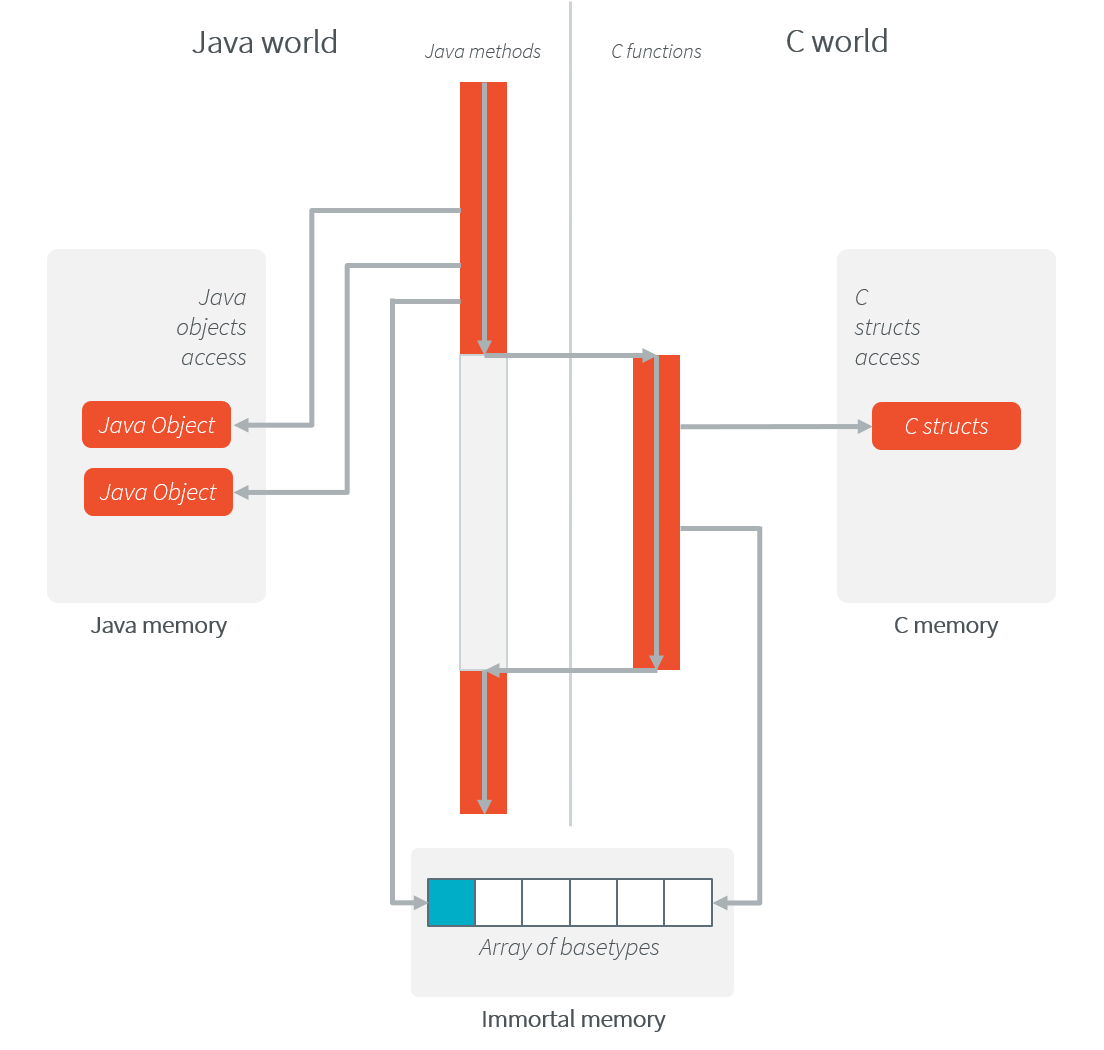 Java world
Java methods
C functions
C world
Java
objects
access
Java Object
Java Object
Java memory
C
structs
access
C structs
C memory
Array of basetypes
Immortal memory